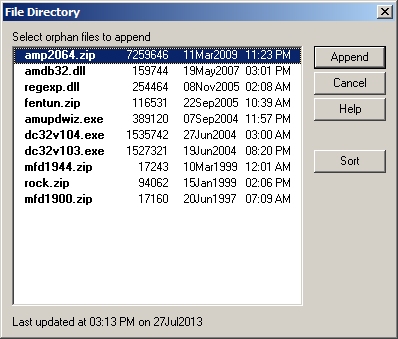 File Directory
Select orphan files to append
amp2064.zip 7259646 11Mar2009 11:23 PM
amdb32.dll 159744 19May2007 03:01 PM
regexp.dll 254464 08Nov2005 02:08 AM
fentun.zip 116531 22Sep2005 10:39 AM
amupdwiz.exe 389120 07Sep2004 11:57 PM
dc32v104.exe 1535742 27Jun2004 03:00 AM
dc32v103.exe 1527321 19Jun2004 08:20 PM
mfd1944.zip 17243 10Mar1999 12:01 AM
rock.zip 94062 15Jan1999 02:06 PM
mfd1900.zip 17160 20Jun1997 07:09 AM
Append
Cancel
Help
Sort
Last updated at 03:13 PM on 27Jul2013